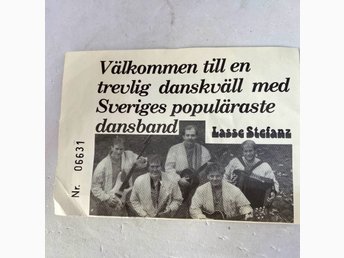 Välkommen till en
trevlig danskväll med
Sveriges populäraste
dansband
Lasse Stefanz
Nr. 06631